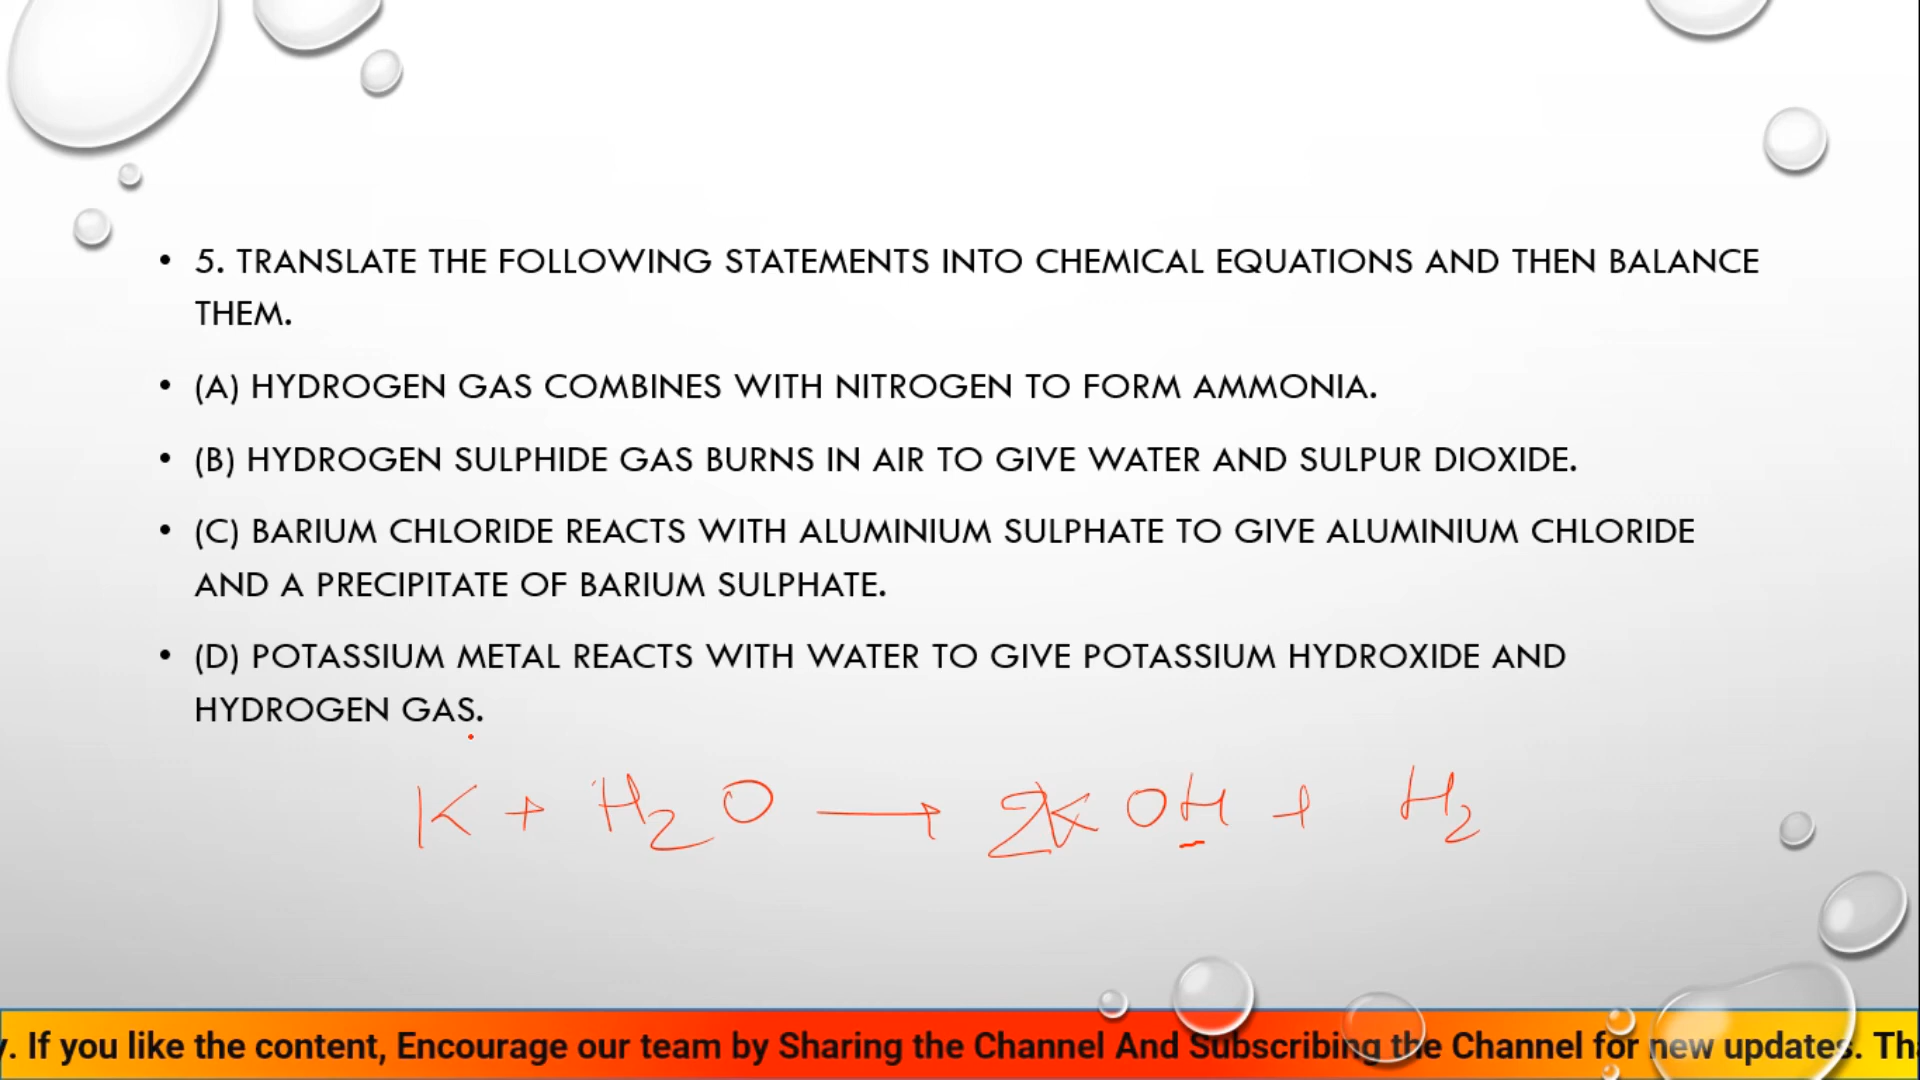 • 5. TRANSLATE THE FOLLOWING STATEMENTS INTO CHEMICAL EQUATIONS AND THEN BALANCE
THEM.
• (A) HYDROGEN GAS COMBINES WITH NITROGEN TO FORM AMMONIA.
• (B) HYDROGEN SULPHIDE GAS BURNS IN AIR TO GIVE WATER AND SULPUR DIOXIDE.
• (C) BARIUM CHLORIDE REACTS WITH ALUMINIUM SULPHATE TO GIVE ALUMINIUM CHLORIDE
AND A PRECIPITATE OF BARIUM SULPHATE.
• (D) POTASSIUM METAL REACTS WITH WATER TO GIVE POTASSIUM HYDROXIDE AND
HYDROGEN GAS.
K + H₂O → 2KOH + H₂
. If you like the content, Encourage our team by Sharing the Channel And Subscribing the Channel for new updates.